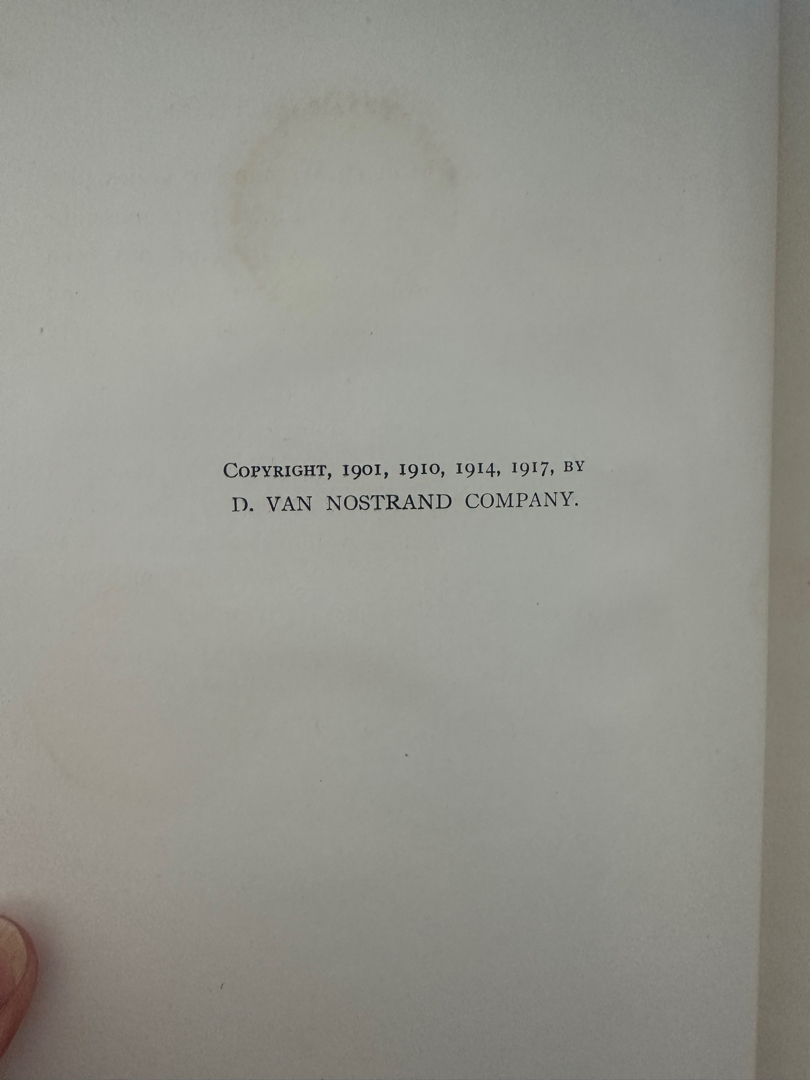 Copyright, 1901, 1910, 1914, 1917, by
D. VAN NOSTRAND COMPANY.